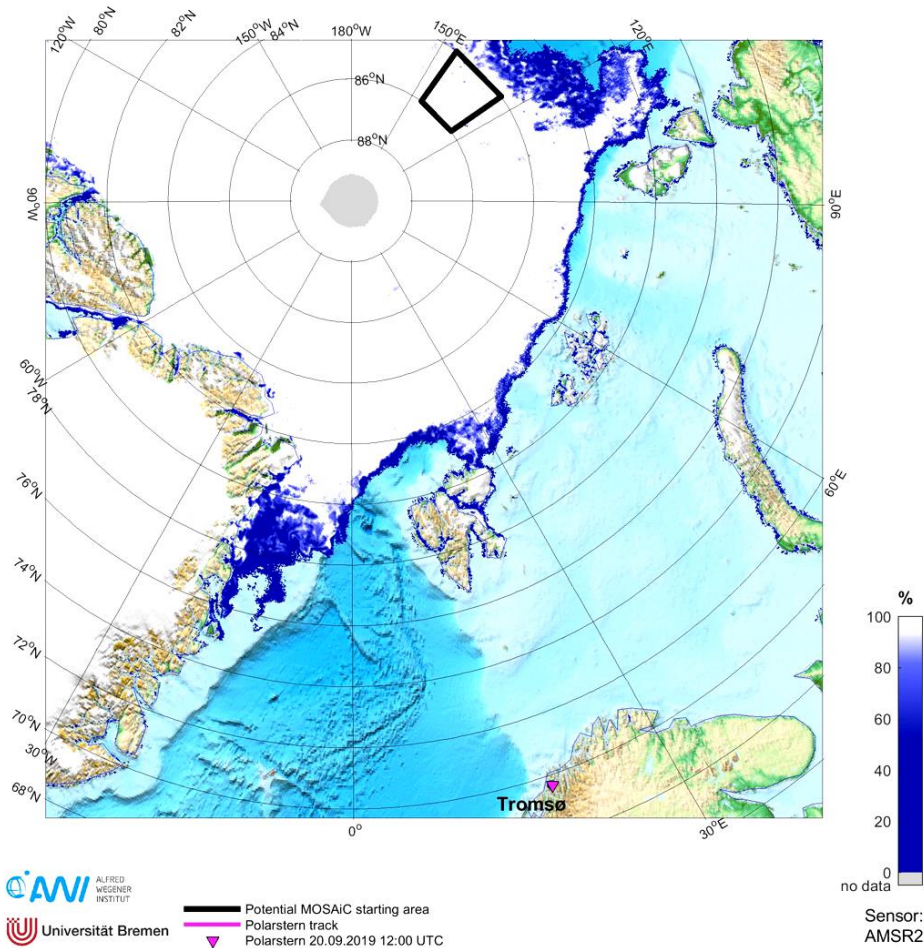 120°W
80°N
82°N
150°W
84°N
180°W
150°E
120°E
86°N
88°N
90°W
90°E
60°W
78°N
76°N
74°N
72°N
70°N
30°W
68°N
0°
30°E
60°E
Tromsø
%
100
80
60
40
20
0
no data
Sensor:
AMSR2
AWI
ALFRED
WEGENER
INSTITUT
Universität Bremen
Potential MOSAiC starting area
Polarstern track
Polarstern 20.09.2019 12:00 UTC